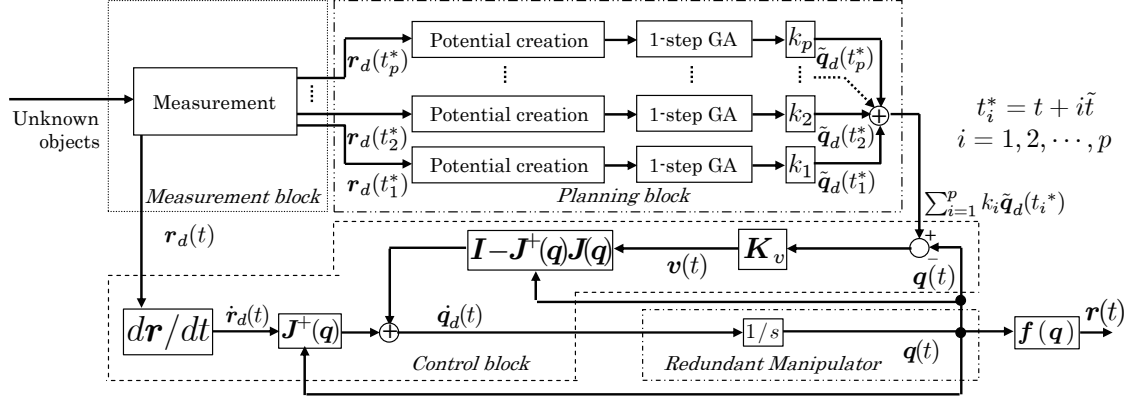 Potential creation 1-step GA k_p
r_d(t_p^*) q̃_d(t_p^*)
Measurement
Potential creation 1-step GA k_2
Unknown
objects
r_d(t_2^*) q̃_d(t_2^*)
Potential creation 1-step GA k_1
r_d(t_1^*) q̃_d(t_1^*)
Measurement block
Planning block
t_i^* = t + i t̃
i = 1, 2, ⋯, p
∑_{i=1}^{p} k_i q̃_d(t_i^*)
r_d(t)
I−J⁺(q)J(q)
v(t)
K_v
+
−
q(t)
dr/dt
ṙ_d(t)
J⁺(q)
+
q̇_d(t)
1/s
q(t)
f(q)
r(t)
Control block
Redundant Manipulator